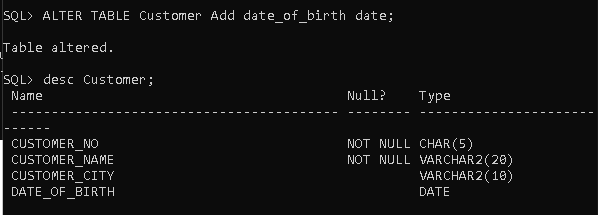 SQL> ALTER TABLE Customer Add date_of_birth date;
Table altered.
SQL> desc Customer;
Name Null? Type
----------------------------------------- -------- ----------------------
------
CUSTOMER_NO NOT NULL CHAR(5)
CUSTOMER_NAME NOT NULL VARCHAR2(20)
CUSTOMER_CITY VARCHAR2(10)
DATE_OF_BIRTH DATE